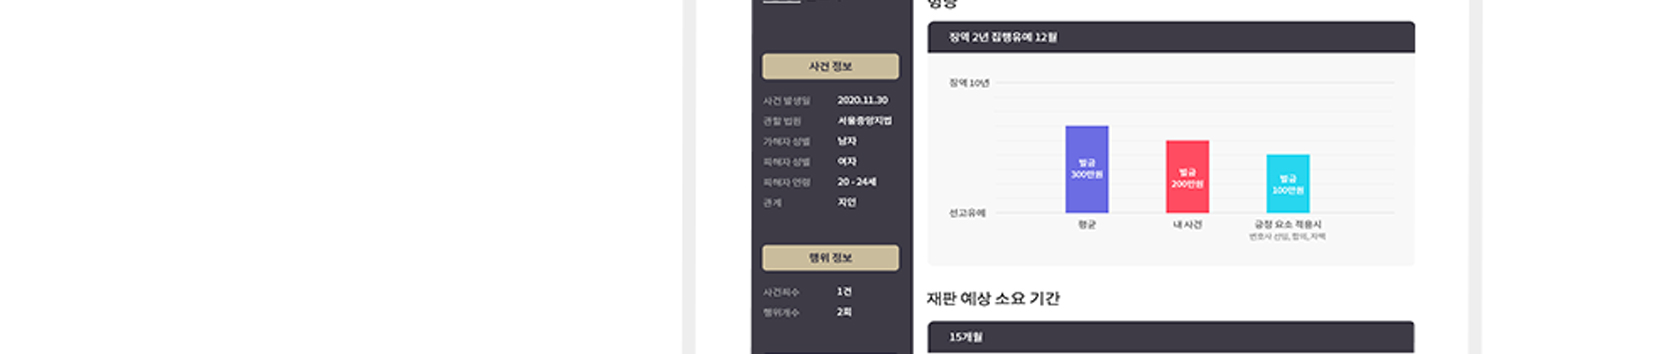 형량
징역 2년 집행유예 12월
사건 정보
사건 발생일 2020.11.30
관할 법원 서울중앙지법
가해자 성별 남자
피해자 성별 여자
피해자 연령 20 - 24세
관계 지인
행위 정보
사건죄수 1건
행위개수 2회
징역 10년
선고유예
벌금
300만원
벌금
200만원
벌금
100만원
평균
내 사건
긍정 요소 적용시
변호사 선임, 합의, 자백
재판 예상 소요 기간
15개월